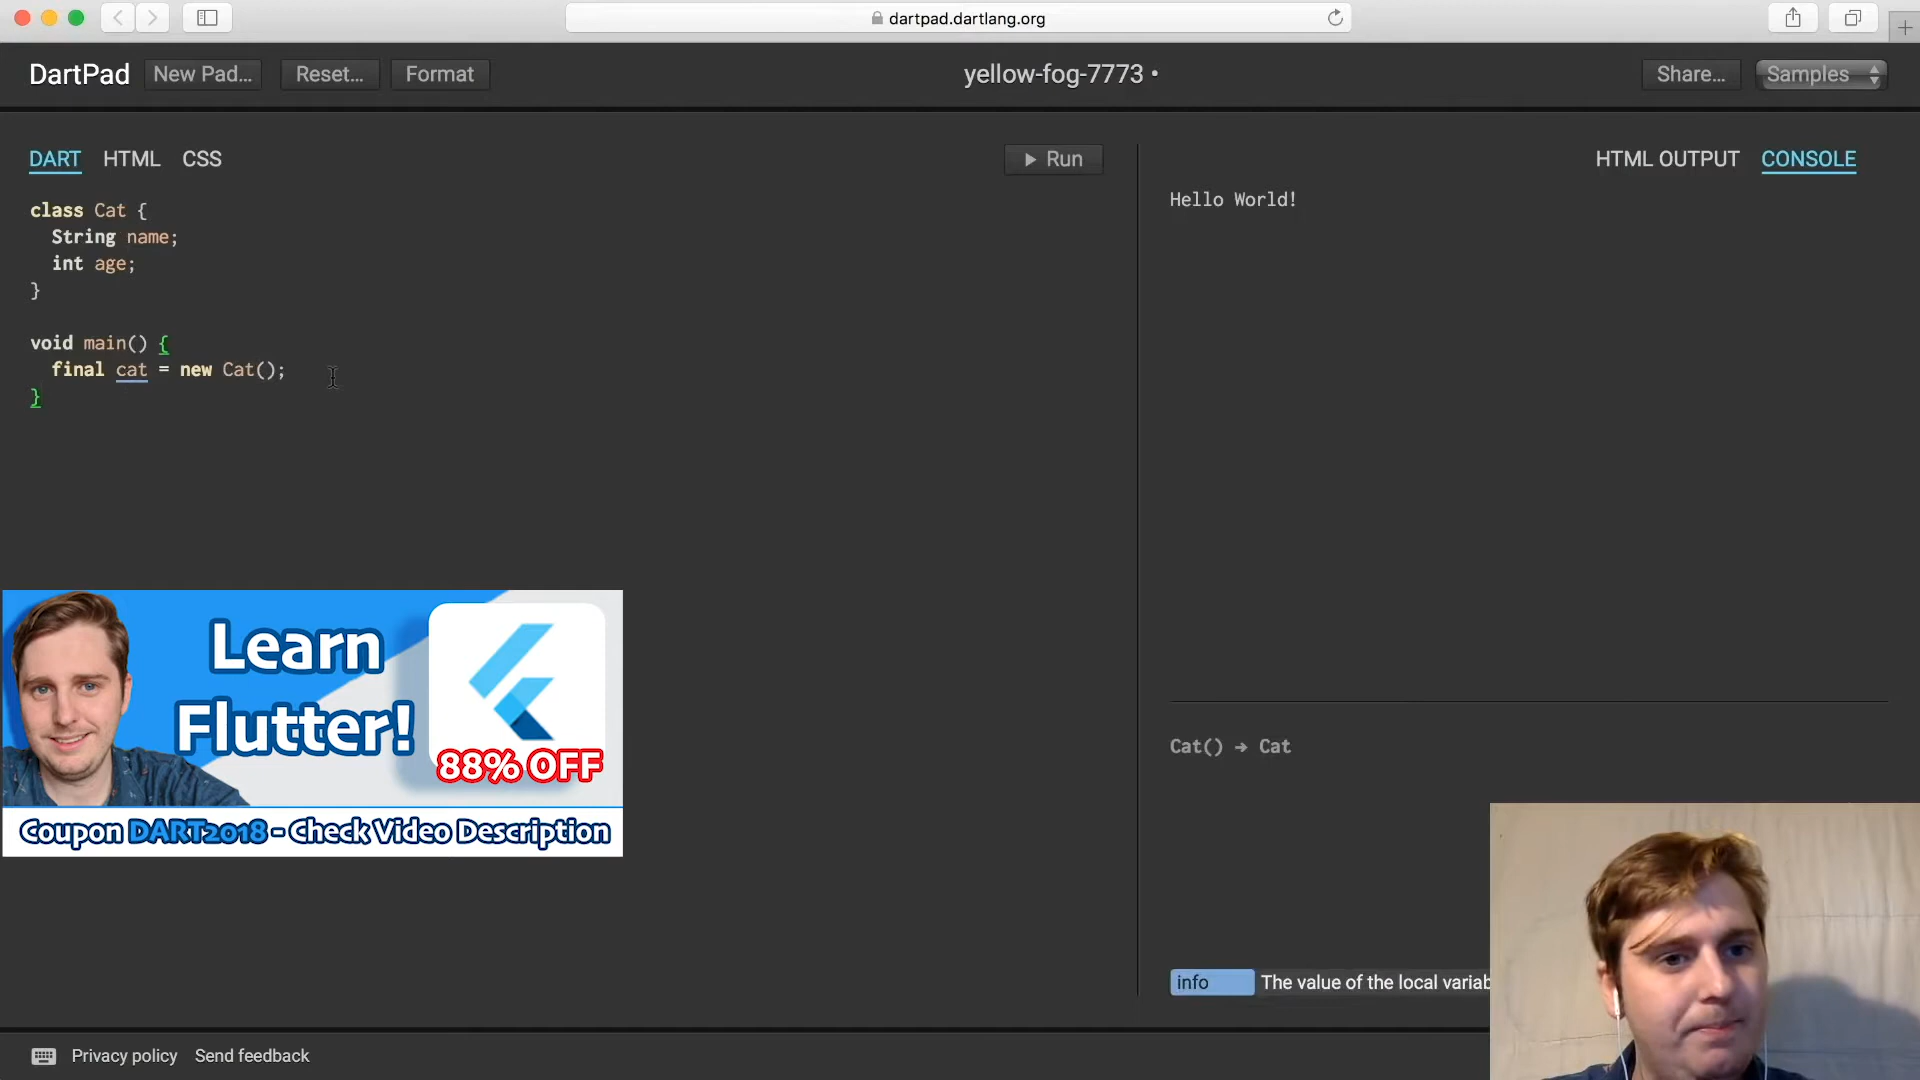 dartpad.dartlang.org
DartPad
New Pad...
Reset...
Format
yellow-fog-7773 •
Share...
Samples
DART
HTML
CSS
Run
HTML OUTPUT
CONSOLE
class Cat {
String name;
int age;
}
void main() {
final cat = new Cat();
}
Hello World!
Learn
Flutter!
88% OFF
Coupon DART2018 - Check Video Description
Cat() → Cat
info
The value of the local variab
Privacy policy
Send feedback